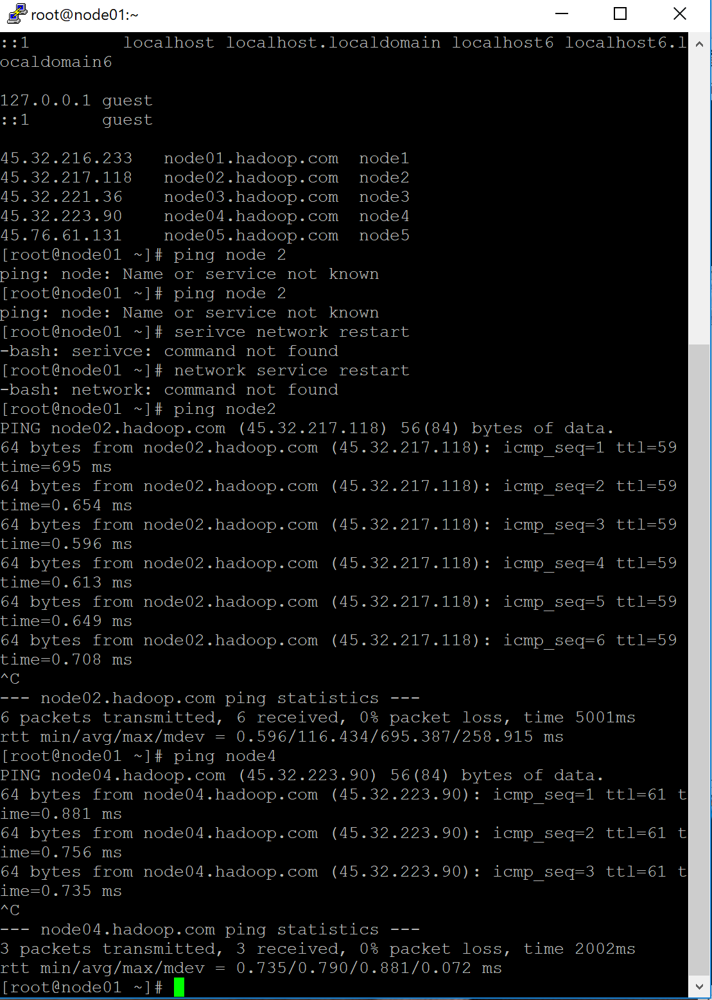 root@node01:~
::1         localhost localhost.localdomain localhost6 localhost6.l
ocaldomain6
127.0.0.1 guest
::1       guest
45.32.216.233   node01.hadoop.com  node1
45.32.217.118   node02.hadoop.com  node2
45.32.221.36    node03.hadoop.com  node3
45.32.223.90    node04.hadoop.com  node4
45.76.61.131    node05.hadoop.com  node5
[root@node01 ~]# ping node 2
ping: node: Name or service not known
[root@node01 ~]# ping node 2
ping: node: Name or service not known
[root@node01 ~]# serivce network restart
-bash: serivce: command not found
[root@node01 ~]# network service restart
-bash: network: command not found
[root@node01 ~]# ping node2
PING node02.hadoop.com (45.32.217.118) 56(84) bytes of data.
64 bytes from node02.hadoop.com (45.32.217.118): icmp_seq=1 ttl=59
time=695 ms
64 bytes from node02.hadoop.com (45.32.217.118): icmp_seq=2 ttl=59
time=0.654 ms
64 bytes from node02.hadoop.com (45.32.217.118): icmp_seq=3 ttl=59
time=0.596 ms
64 bytes from node02.hadoop.com (45.32.217.118): icmp_seq=4 ttl=59
time=0.613 ms
64 bytes from node02.hadoop.com (45.32.217.118): icmp_seq=5 ttl=59
time=0.649 ms
64 bytes from node02.hadoop.com (45.32.217.118): icmp_seq=6 ttl=59
time=0.708 ms
^C
--- node02.hadoop.com ping statistics ---
6 packets transmitted, 6 received, 0% packet loss, time 5001ms
rtt min/avg/max/mdev = 0.596/116.434/695.387/258.915 ms
[root@node01 ~]# ping node4
PING node04.hadoop.com (45.32.223.90) 56(84) bytes of data.
64 bytes from node04.hadoop.com (45.32.223.90): icmp_seq=1 ttl=61 t
ime=0.881 ms
64 bytes from node04.hadoop.com (45.32.223.90): icmp_seq=2 ttl=61 t
ime=0.756 ms
64 bytes from node04.hadoop.com (45.32.223.90): icmp_seq=3 ttl=61 t
ime=0.735 ms
^C
--- node04.hadoop.com ping statistics ---
3 packets transmitted, 3 received, 0% packet loss, time 2002ms
rtt min/avg/max/mdev = 0.735/0.790/0.881/0.072 ms
[root@node01 ~]#